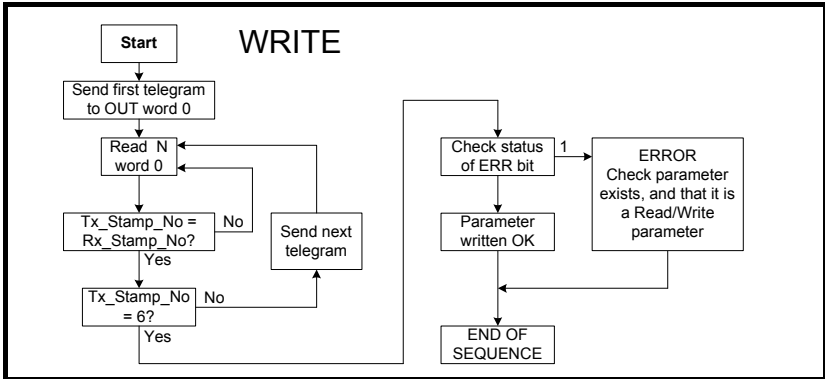 WRITE
Start
Send first telegram
to OUT word 0
Read  N
word 0
Tx_Stamp_No =
Rx_Stamp_No?
No
Yes
Send next
telegram
Tx_Stamp_No
= 6?
No
Yes
Check status
of ERR bit
1
ERROR
Check parameter
exists, and that it is
a Read/Write
parameter
Parameter
written OK
END OF
SEQUENCE